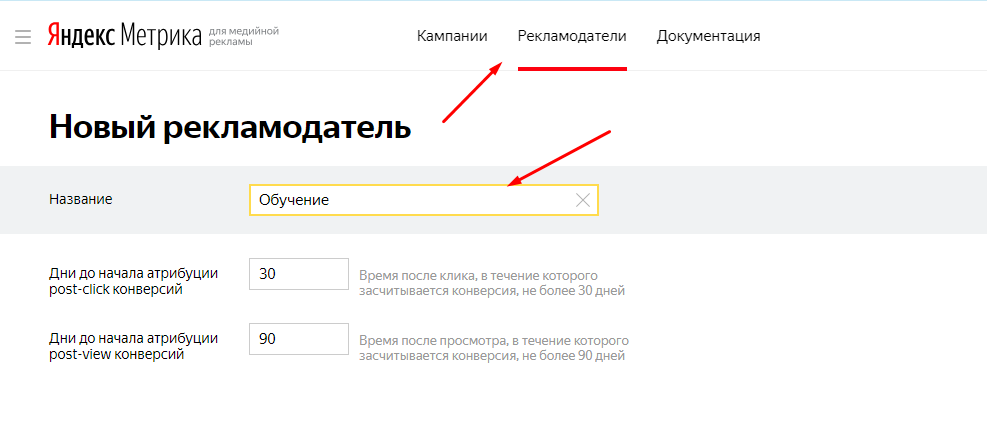 Яндекс Метрика для медийной
рекламы
Кампании Рекламодатели Документация
Новый рекламодатель
Название Обучение
Дни до начала атрибуции
post-click конверсий
30
Время после клика, в течение которого
засчитывается конверсия, не более 30 дней
Дни до начала атрибуции
post-view конверсий
90
Время после просмотра, в течение которого
засчитывается конверсия, не более 90 дней